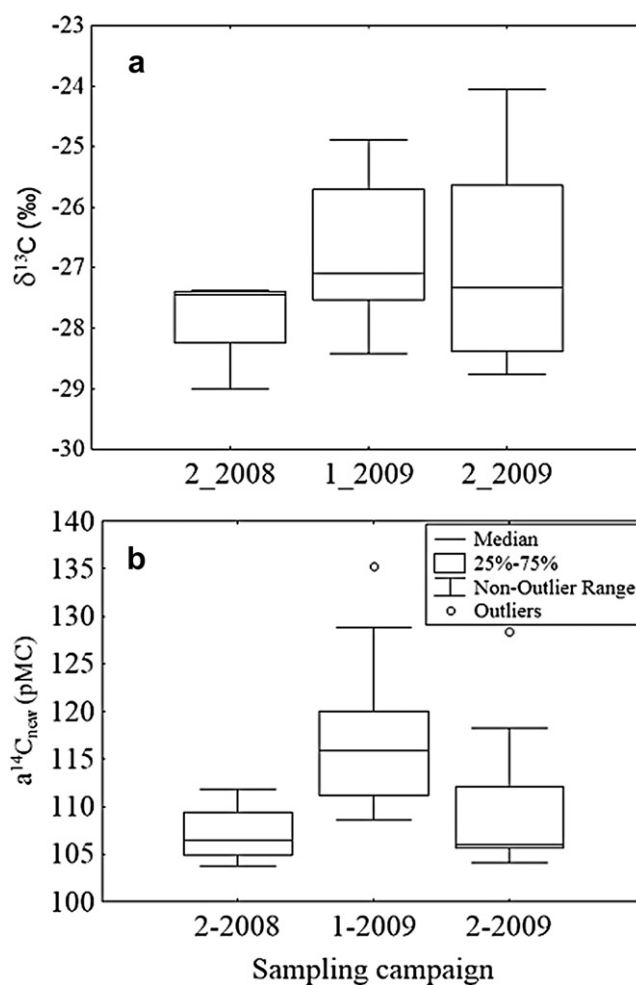 a
-23
-24
-25
-26
-27
-28
-29
-30
δ¹³C (‰)
2_2008 1_2009 2_2009
b
140
135
130
125
120
115
110
105
100
a¹⁴Cnew (pMC)
Median
25%-75%
Non-Outlier Range
Outliers
2-2008 1-2009 2-2009
Sampling campaign